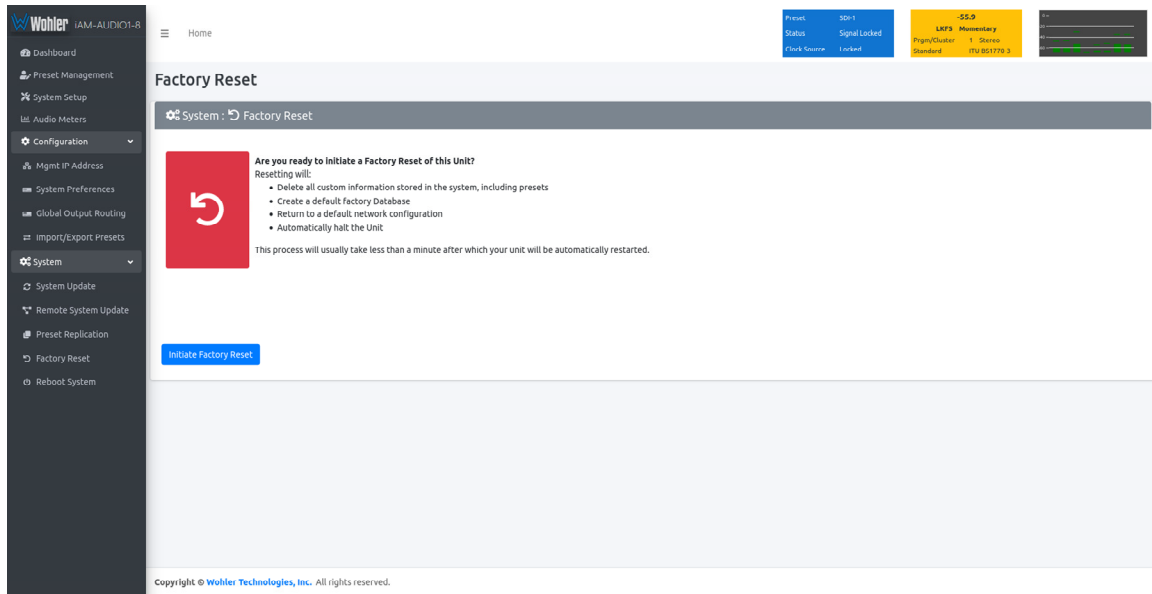 Wohler iAM-AUDIO1-8
Dashboard
Preset Management
System Setup
Audio Meters
Configuration
Mgmt IP Address
System Preferences
Global Output Routing
Import/Export Presets
System
System Update
Remote System Update
Preset Replication
Factory Reset
Reboot System
Home
Preset SDI-1
Status Signal Locked
Clock Source Locked
-55.9
LKFS Momentary
Prgm/Cluster 1 Stereo
Standard ITU BS1770 3
Factory Reset
System : Factory Reset
Are you ready to initiate a Factory Reset of this Unit?
Resetting will:
• Delete all custom information stored in the system, including presets
• Create a default factory Database
• Return to a default network configuration
• Automatically halt the Unit
This process will usually take less than a minute after which your unit will be automatically restarted.
Initiate Factory Reset
Copyright © Wohler Technologies, Inc. All rights reserved.